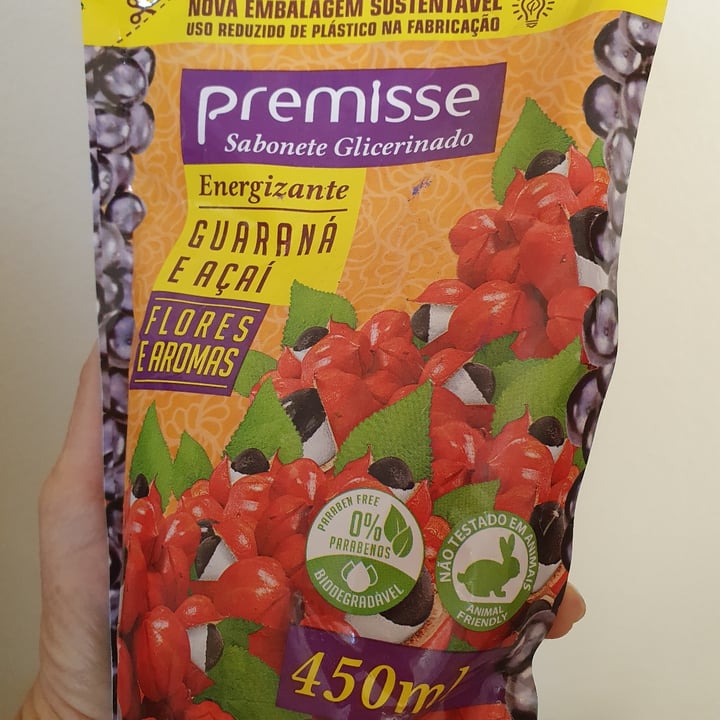 NOVA EMBALAGEM SUSTENTÁVEL
USO REDUZIDO DE PLÁSTICO NA FABRICAÇÃO
premisse
Sabonete Glicerinado
Energizante
GUARANÁ
E AÇAÍ
FLORES
E AROMAS
PARABEN FREE
0%
PARABENOS
BIODEGRADÁVEL
NÃO TESTADO EM ANIMAIS
ANIMAL
FRIENDLY
450ml